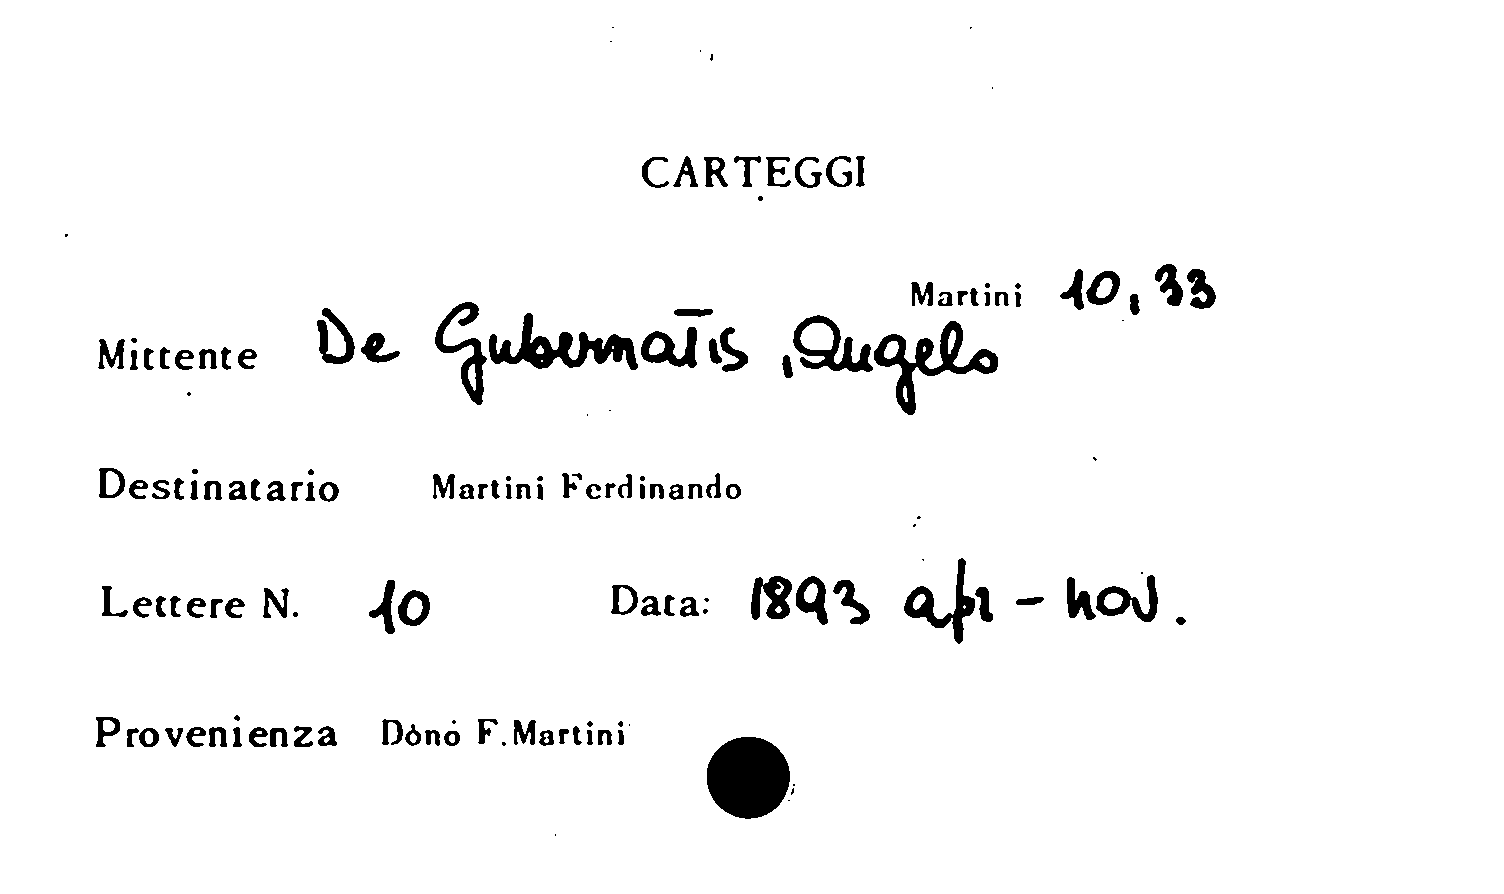 CARTEGGI
Martini 10, 33
Mittente De Gubernatis, Angelo
Destinatario Martini Ferdinando
Lettere N. 10 Data: 1893 apr - nov.
Provenienza Dono F. Martini